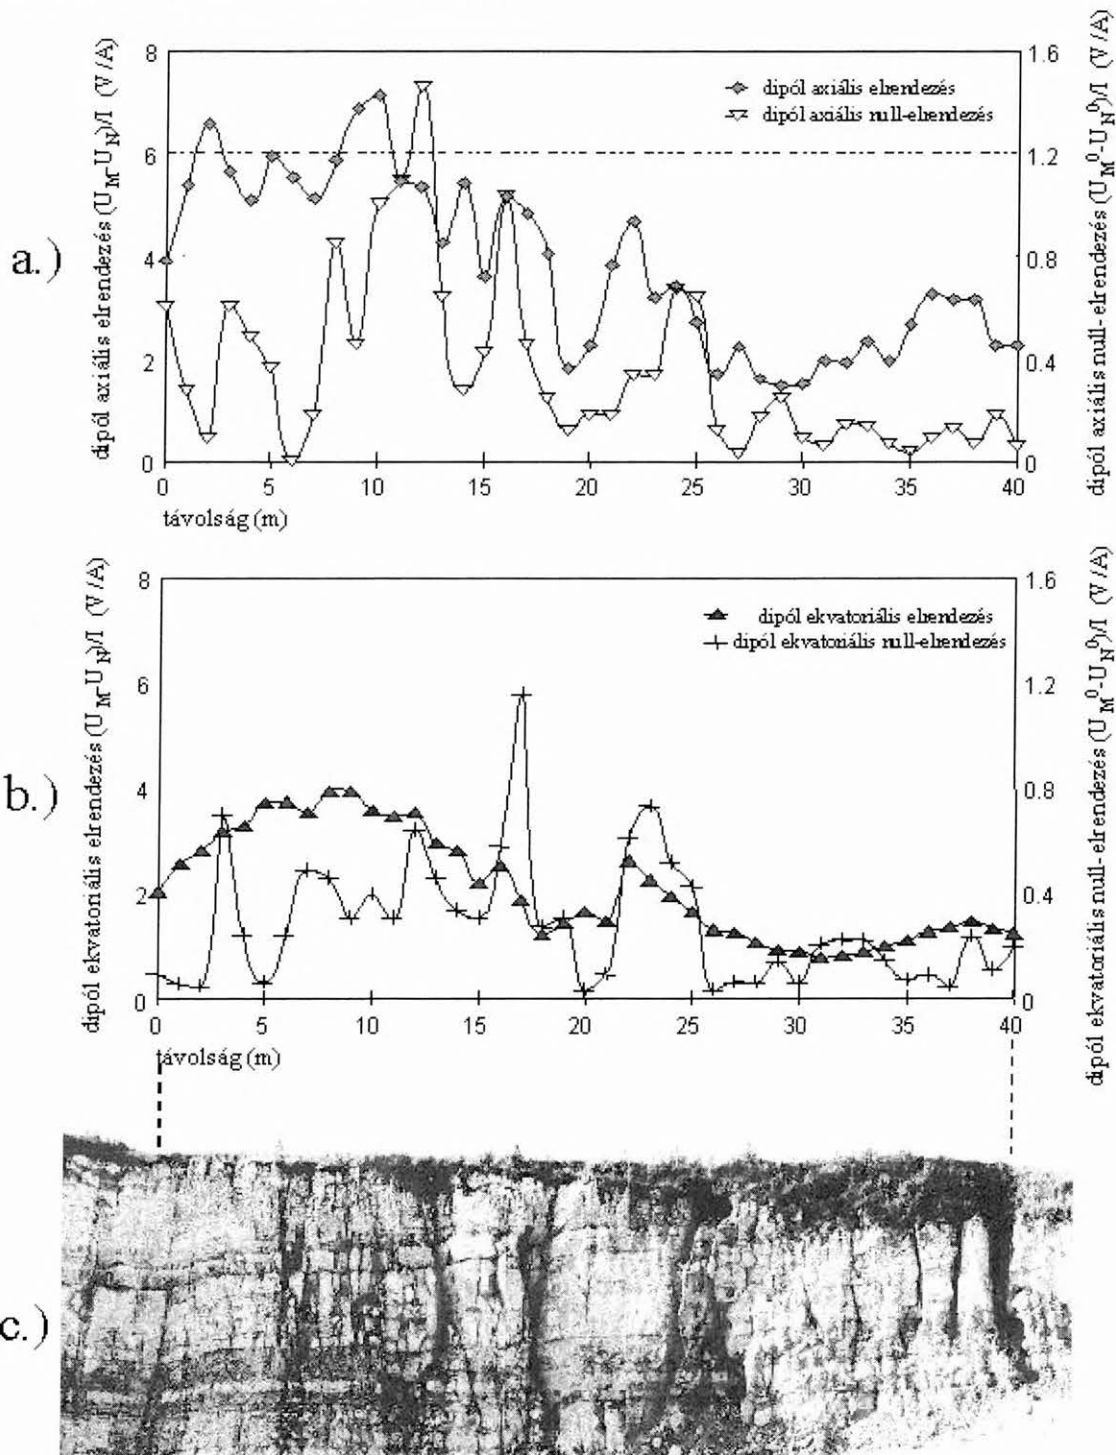 a.)
dipól axiális elrendezés (U_M-U_N)/I (V/A)
8
6
4
2
0
dipól axiális elrendezés
dipól axiális null-elrendezés
1.6
1.2
0.8
0.4
0
dipól axiális null-elrendezés (U_M^0-U_N^0)/I (V/A)
0 5 10 15 20 25 30 35 40
távolság (m)
b.)
dipól ekvatoriális elrendezés (U_M-U_N)/I (V/A)
8
6
4
2
0
dipól ekvatoriális elrendezés
dipól ekvatoriális null-elrendezés
1.6
1.2
0.8
0.4
0
dipól ekvatoriális null-elrendezés (U_M^0-U_N^0)/I (V/A)
0 5 10 15 20 25 30 35 40
távolság (m)
c.)